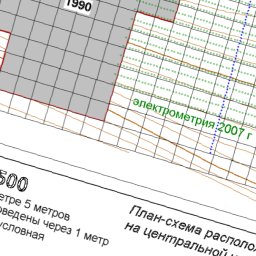 1990
электрометрия 2007 г
500
метре 5 метров
оведены через 1 метр
условная
План-схема располо
на центральной